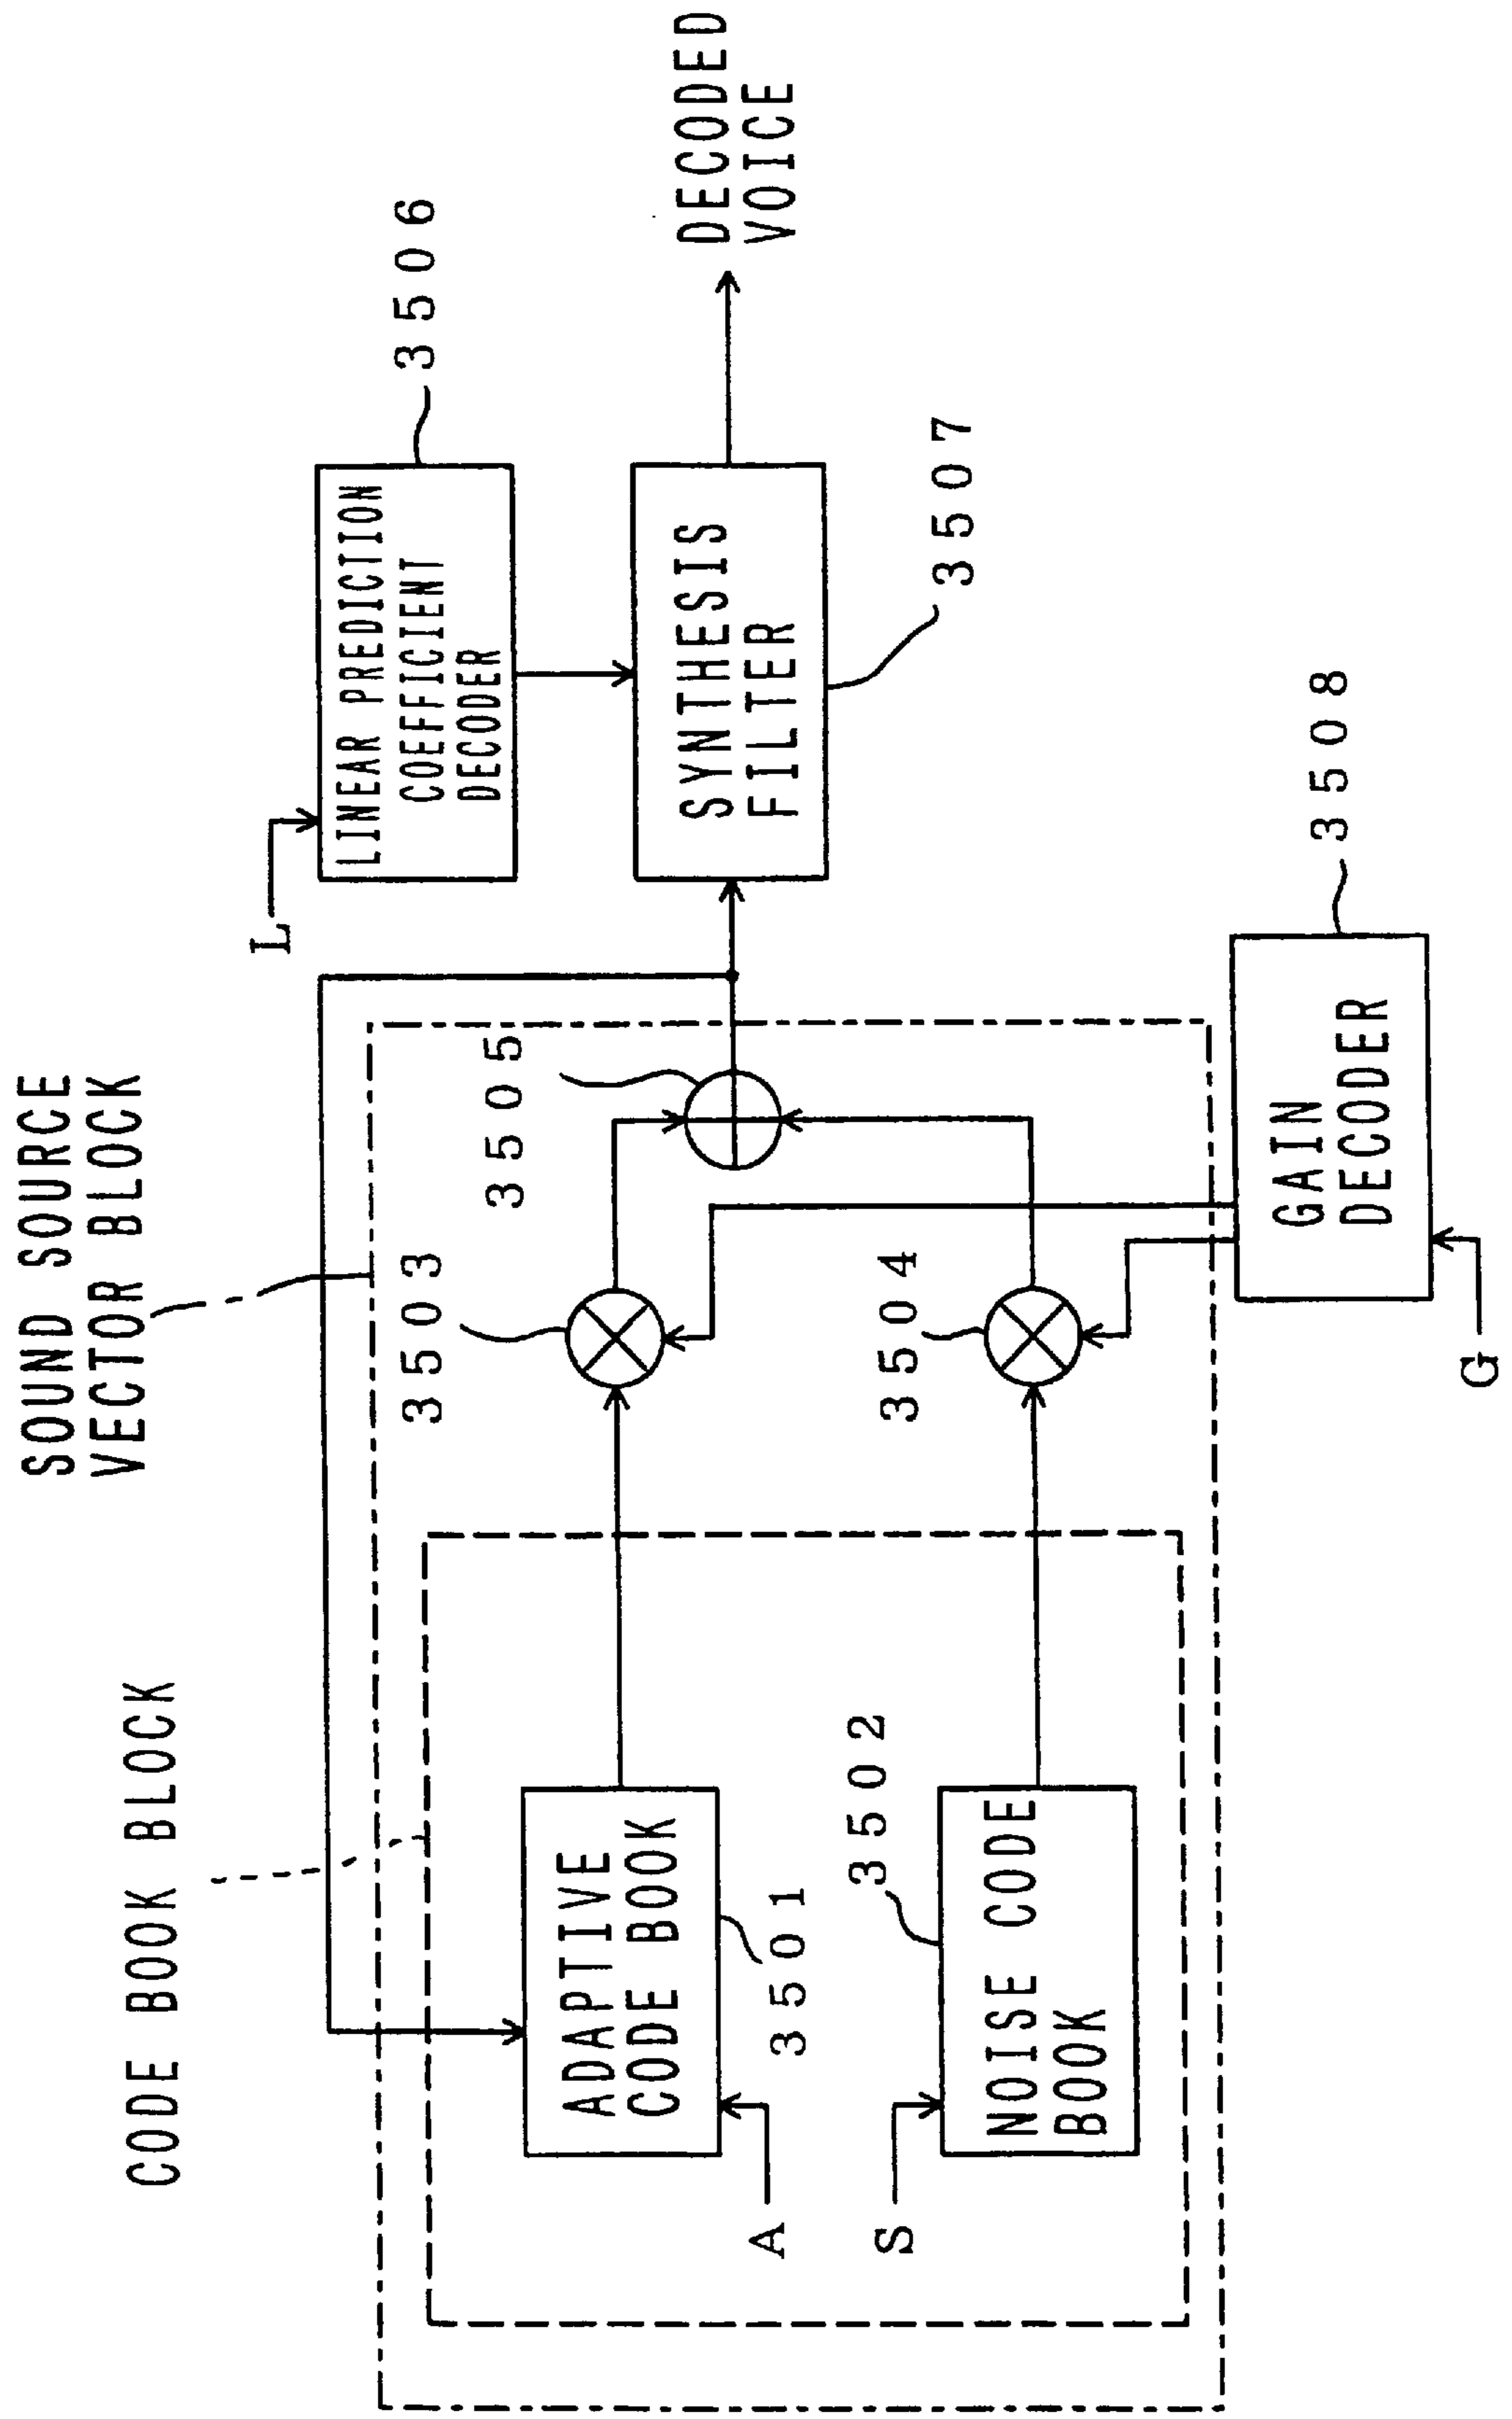 SOUND SOURCE
VECTOR BLOCK
CODE BOOK BLOCK
L
3506
LINEAR PREDICTION
COEFFICIENT
DECODER
3503
3505
ADAPTIVE
CODE BOOK
3501
A
SYNTHESIS
FILTER
3507
DECODED
VOICE
S
3502
3504
NOISE CODE
BOOK
GAIN
DECODER
3508
G